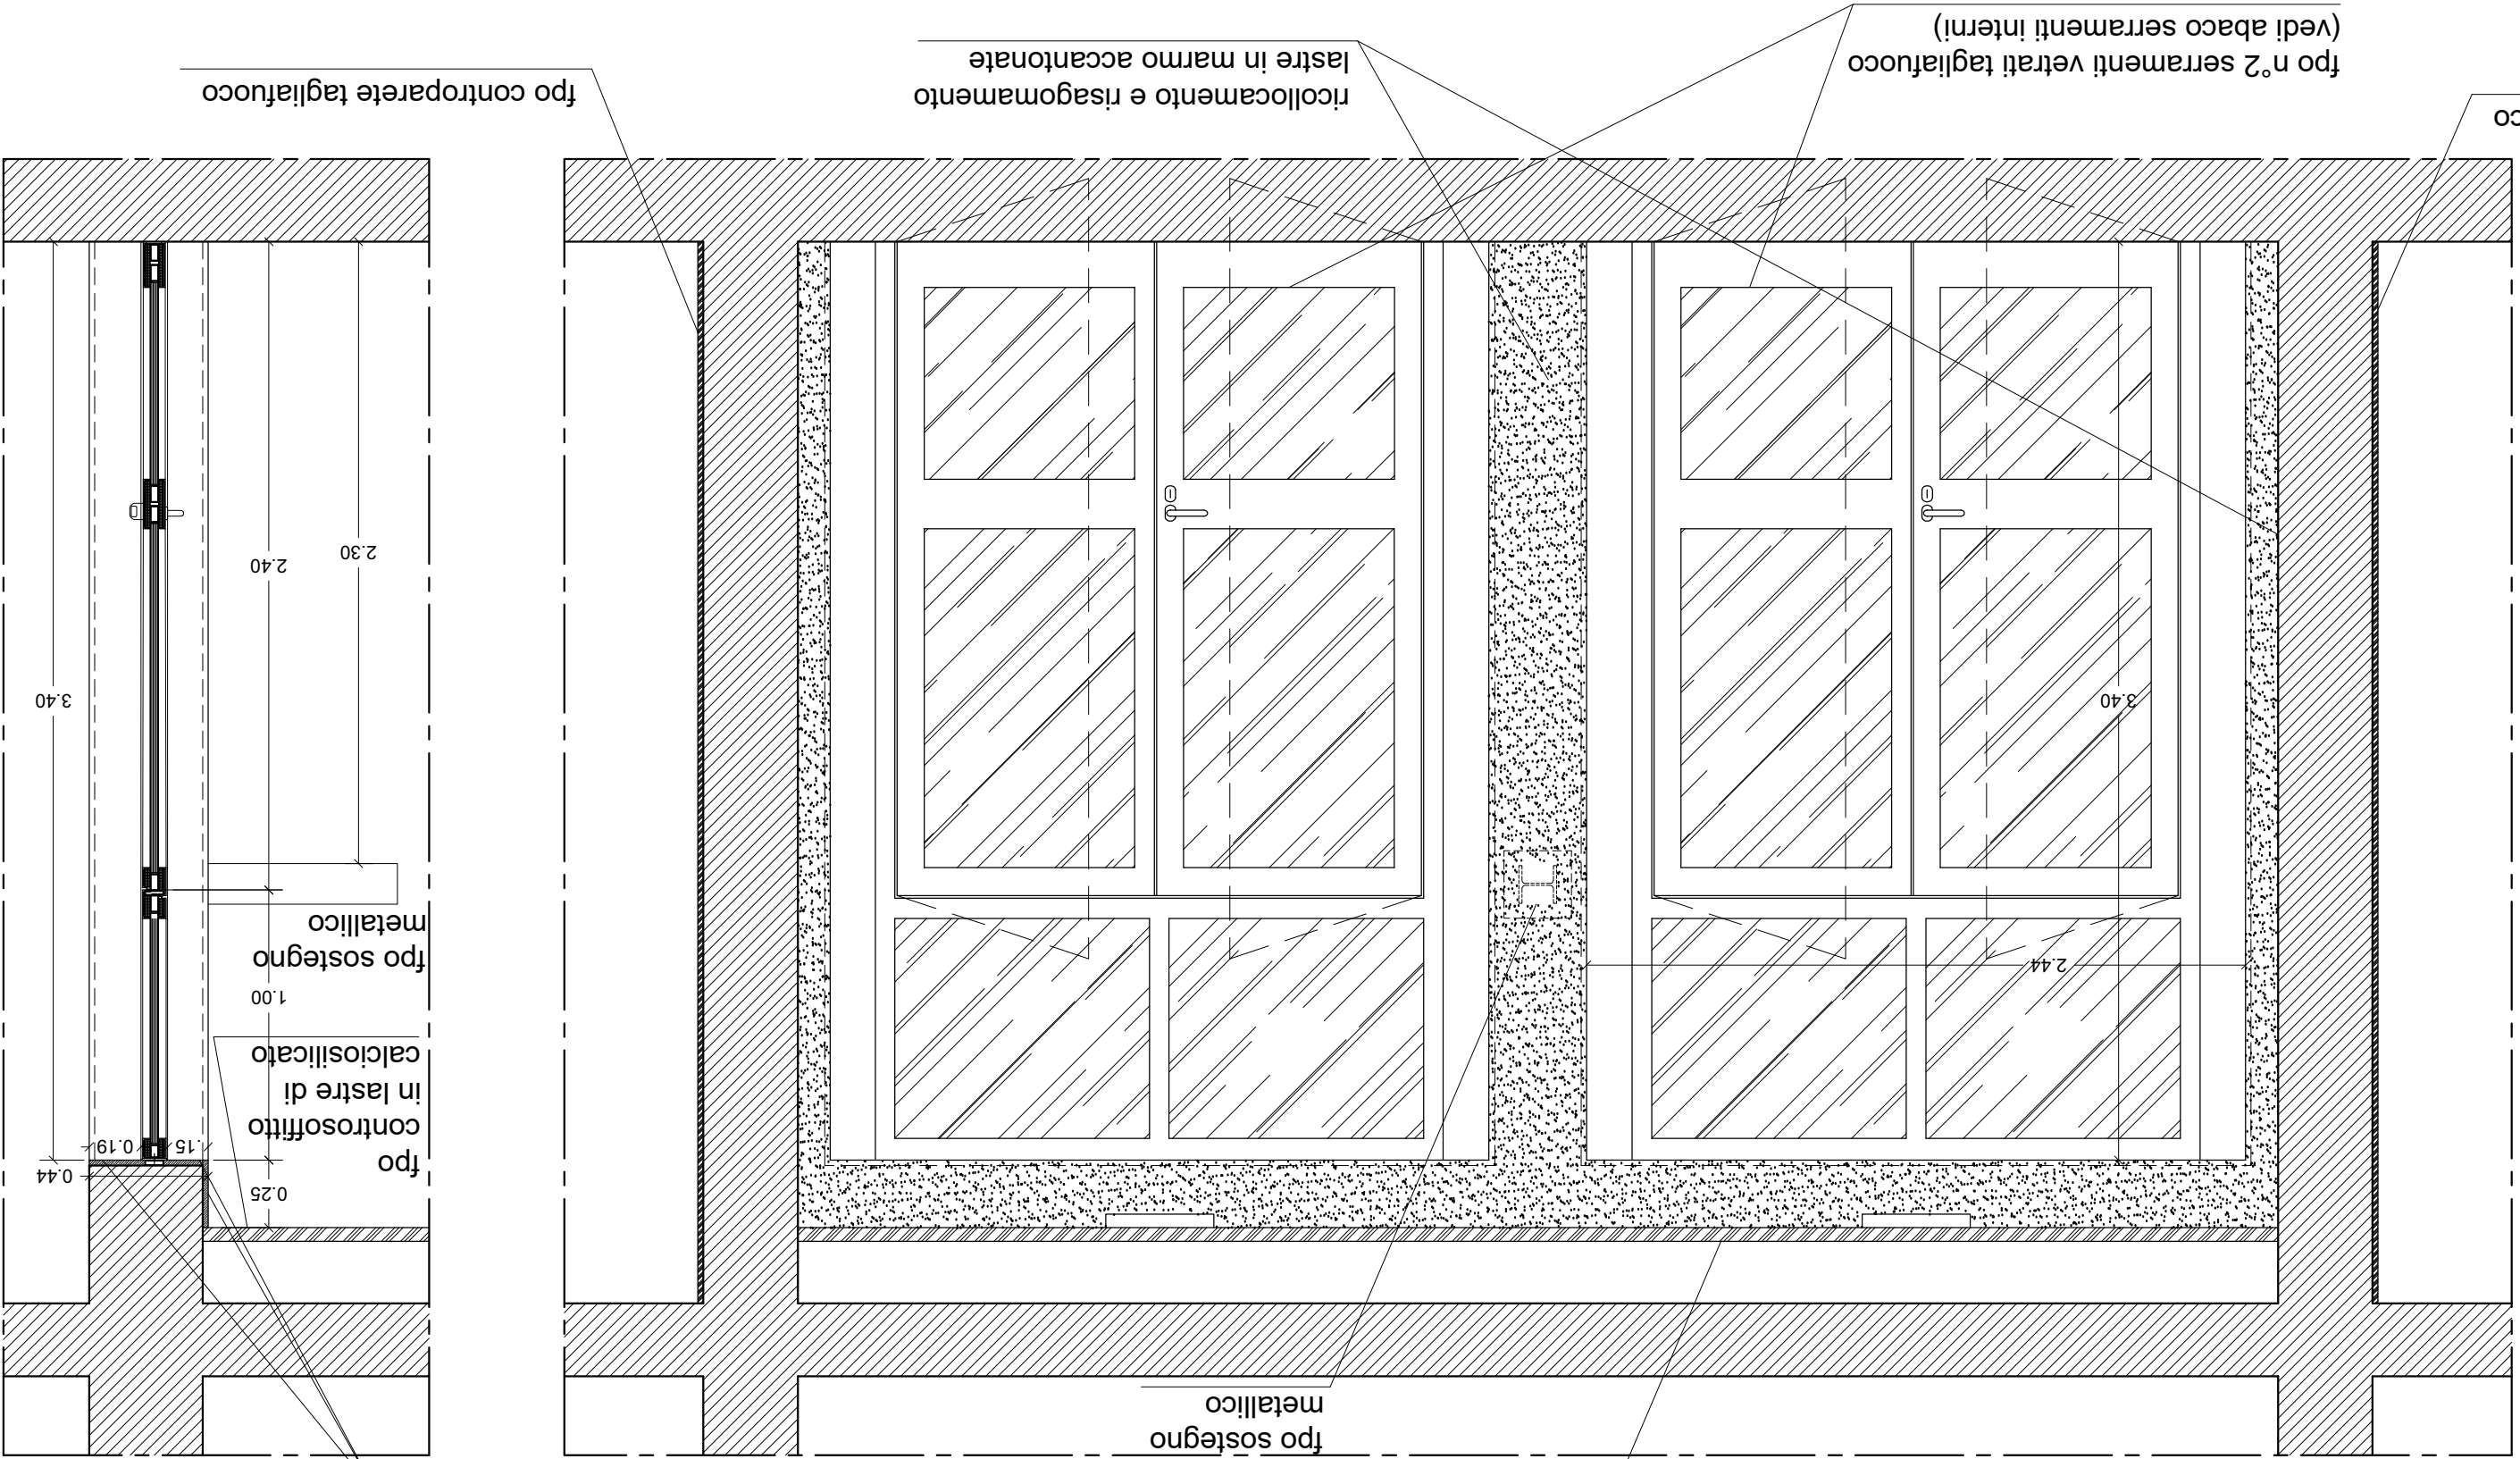 fpo sostegno
metallico
0.25
0.44
.15
0.19
fpo
controsoffitto
in lastre di
calciosilicato
1.00
fpo sostegno
metallico
2.44
3.40
3.40
2.40
2.30
co
fpo n°2 serramenti vetrati tagliafuoco
(vedi abaco serramenti interni)
ricollocamento e risagomamento
lastre in marmo accantonate
fpo controparete tagliafuoco